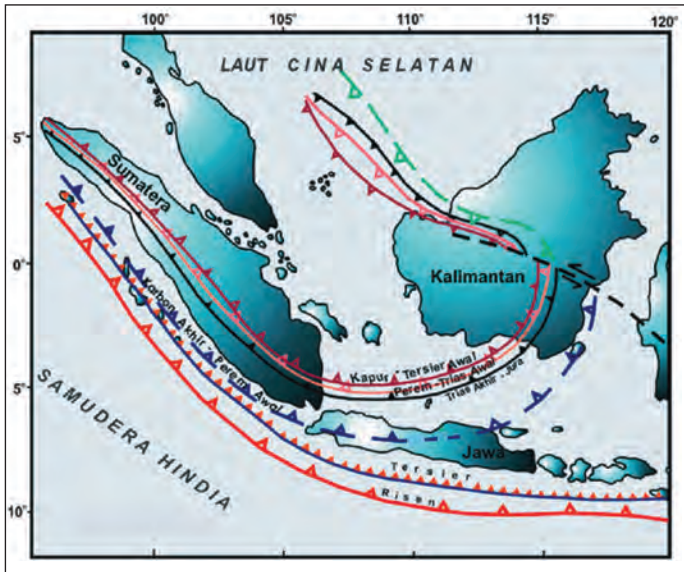 100° 105° 110° 115° 120°
LAUT CINA SELATAN
5°
Sumatera
0°
Kalimantan
Karbon Akhir - Perem Awal
Kapur - Tersier Awal
Perem - Trias Awal
Trias Akhir - Jura
5°
SAMUDERA HINDIA
Jawa
Tersier
Risen
10°